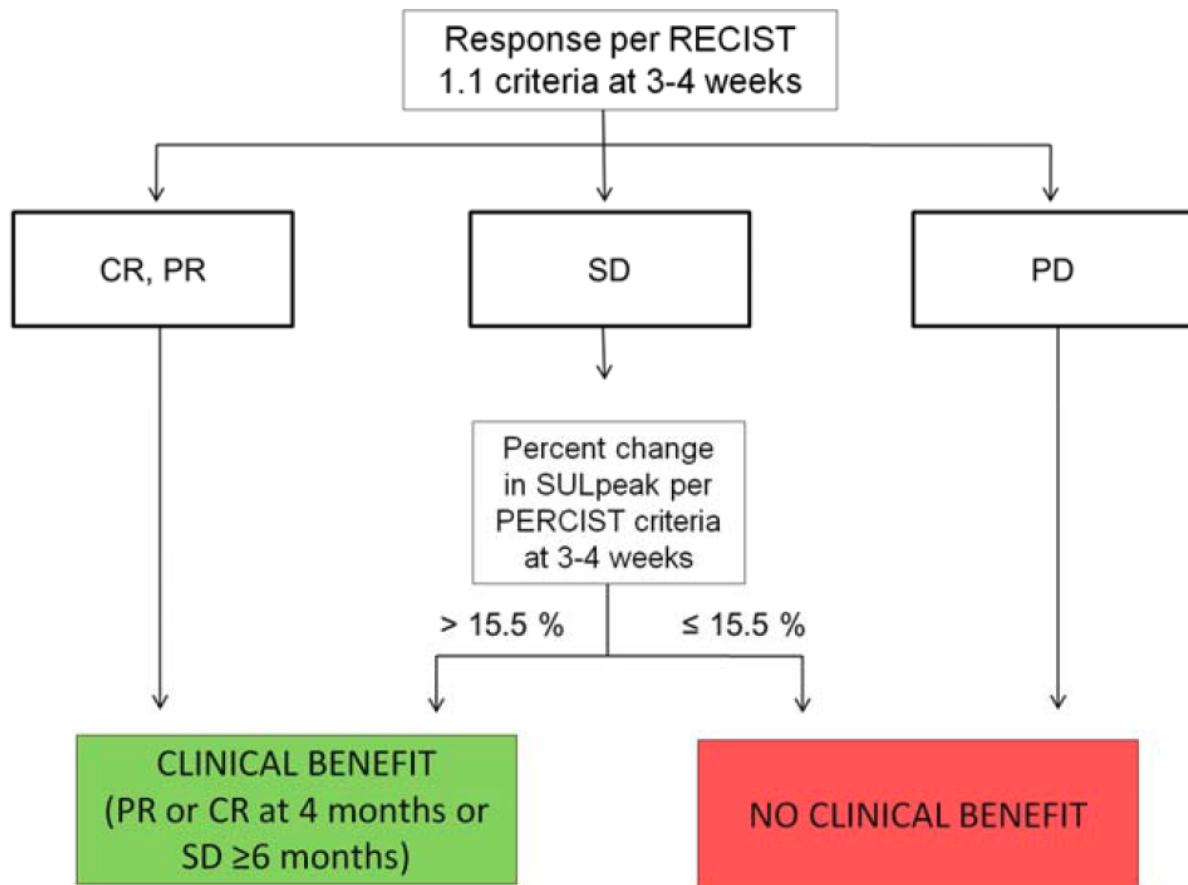 Response per RECIST
1.1 criteria at 3-4 weeks
CR, PR
SD
PD
Percent change
in SULpeak per
PERCIST criteria
at 3-4 weeks
> 15.5 %
≤ 15.5 %
CLINICAL BENEFIT
(PR or CR at 4 months or
SD ≥6 months)
NO CLINICAL BENEFIT